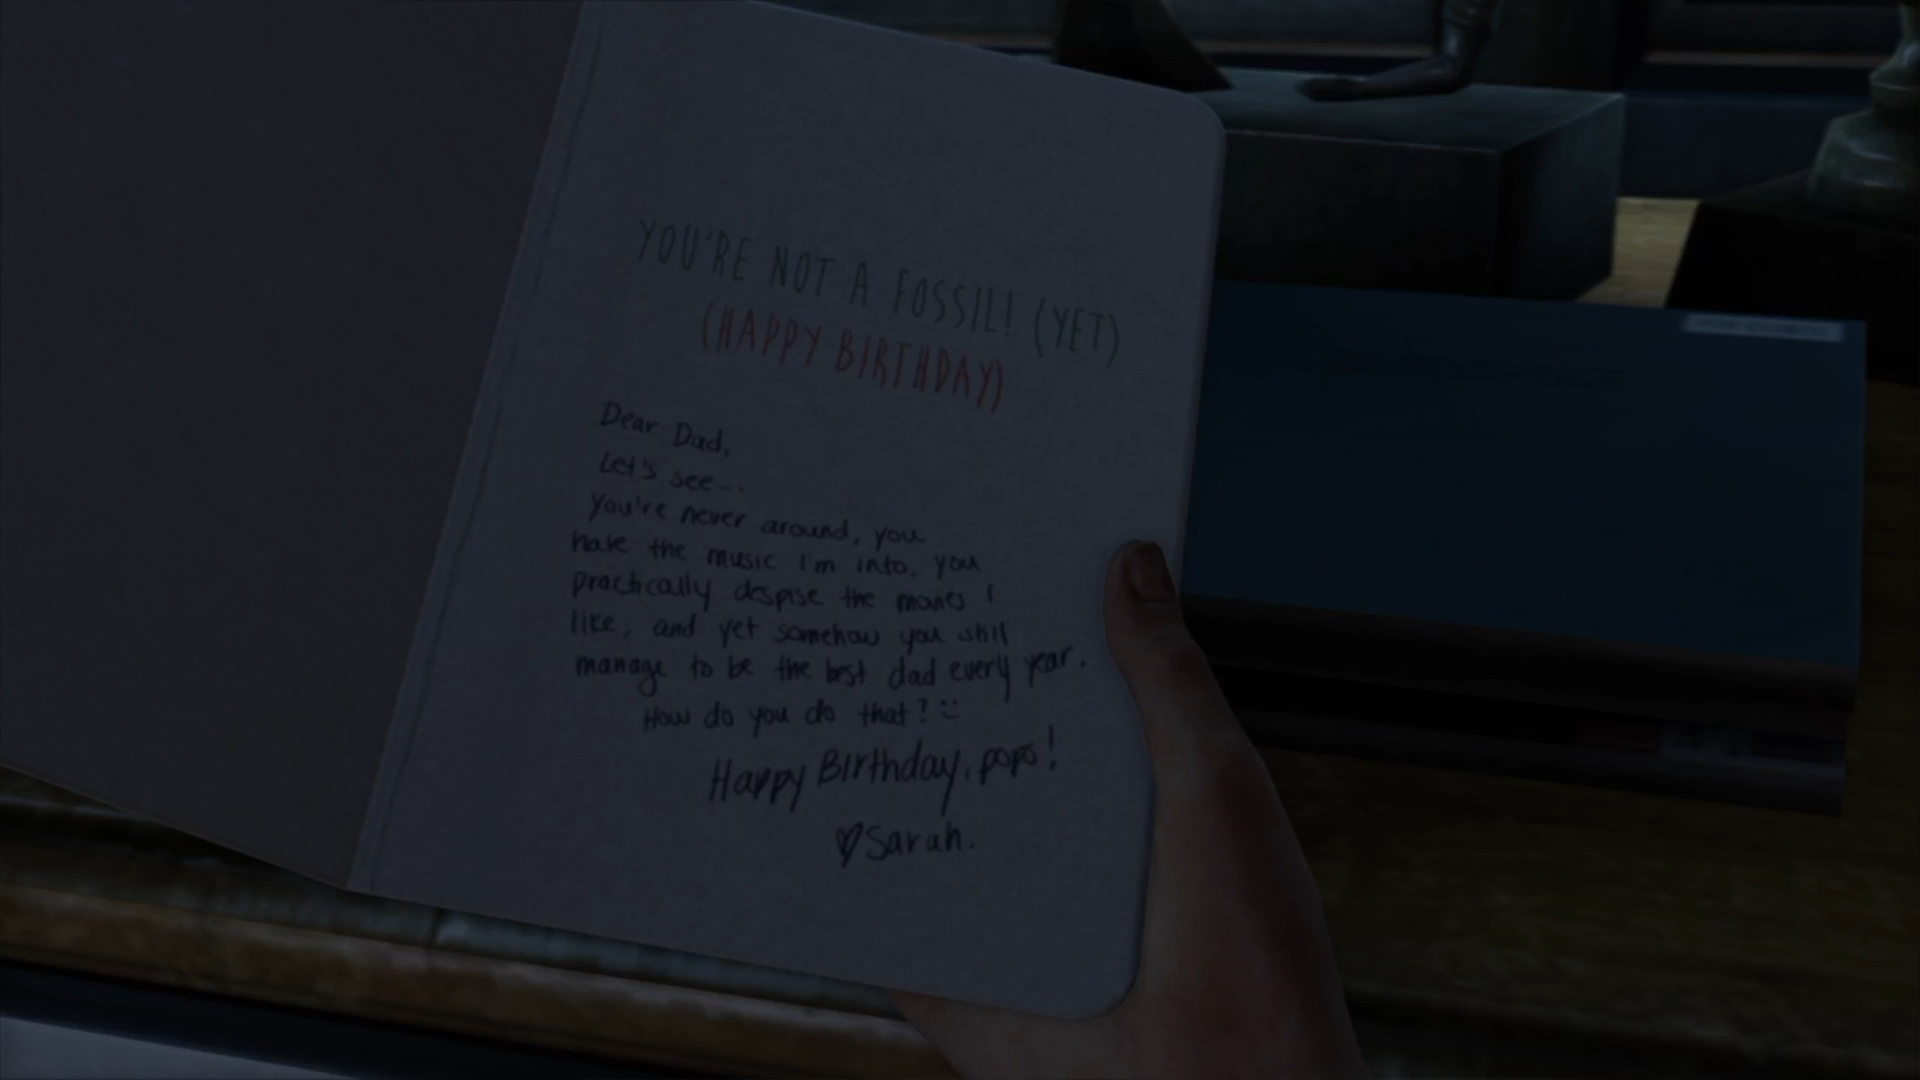 YOU'RE NOT A FOSSIL! (YET)
(HAPPY BIRTHDAY)
Dear Dad,
Let's see...
You're never around, you
hate the music I'm into, you
practically despise the movies I
like, and yet somehow you still
manage to be the best dad every year.
How do you do that? :)
Happy Birthday, pops!
♡Sarah.